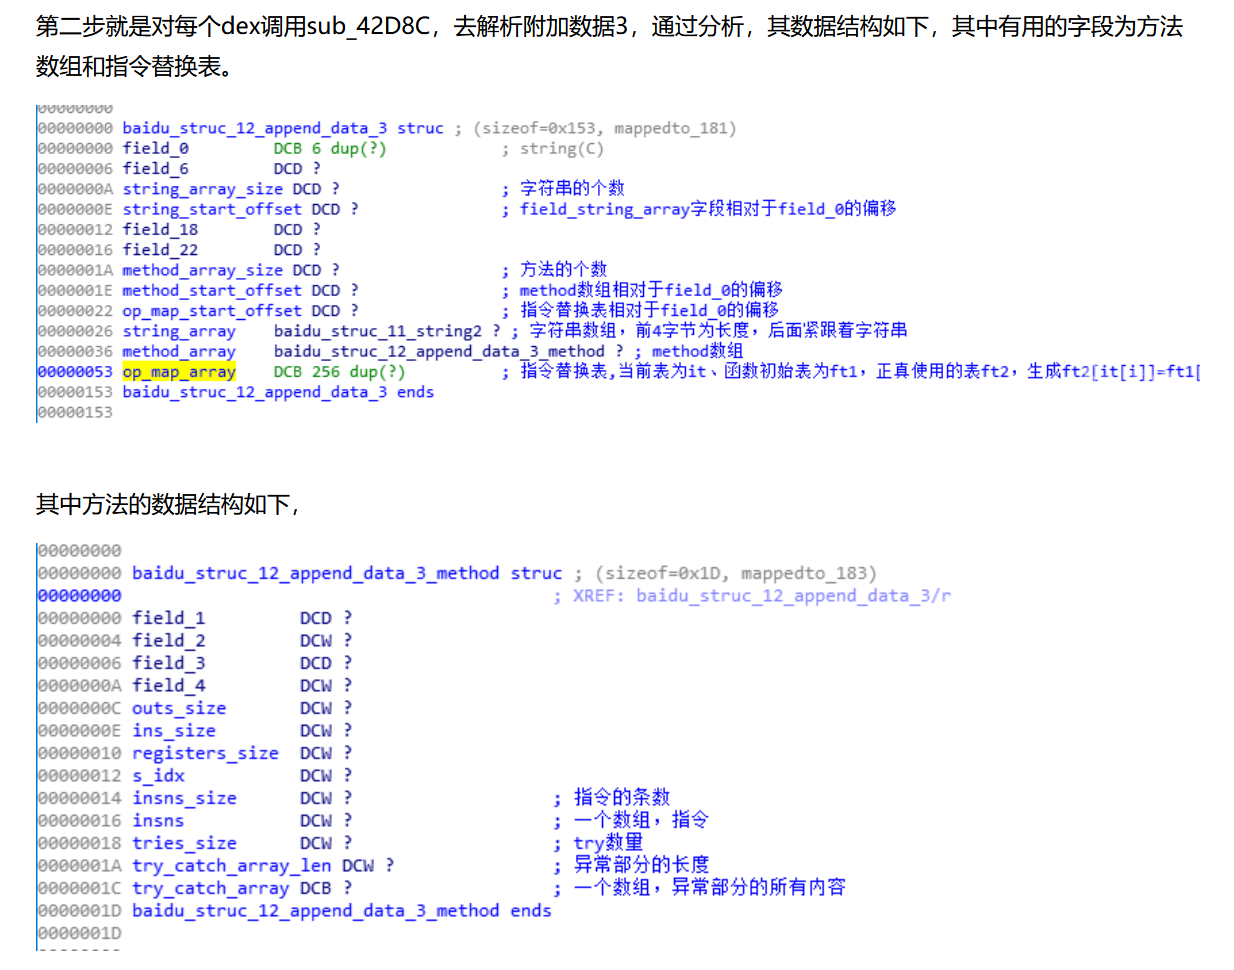 第二步就是对每个dex调用sub_42D8C，去解析附加数据3，通过分析，其数据结构如下，其中有用的字段为方法
数组和指令替换表。
00000000
00000000 baidu_struc_12_append_data_3 struc ; (sizeof=0x153, mappedto_181)
00000000 field_0 DCB 6 dup(?) ; string(C)
00000006 field_6 DCD ?
0000000A string_array_size DCD ? ; 字符串的个数
0000000E string_start_offset DCD ? ; field_string_array字段相对于field_0的偏移
00000012 field_18 DCD ?
00000016 field_22 DCD ?
0000001A method_array_size DCD ? ; 方法的个数
0000001E method_start_offset DCD ? ; method数组相对于field_0的偏移
00000022 op_map_start_offset DCD ? ; 指令替换表相对于field_0的偏移
00000026 string_array baidu_struc_11_string2 ? ; 字符串数组，前4字节为长度，后面紧跟着字符串
00000036 method_array baidu_struc_12_append_data_3_method ? ; method数组
00000053 op_map_array DCB 256 dup(?) ; 指令替换表,当前表为it、函数初始表为ft1，正真使用的表ft2，生成ft2[it[i]]=ft1[
00000153 baidu_struc_12_append_data_3 ends
00000153
其中方法的数据结构如下，
00000000
00000000 baidu_struc_12_append_data_3_method struc ; (sizeof=0x1D, mappedto_183)
00000000 ; XREF: baidu_struc_12_append_data_3/r
00000000 field_1 DCD ?
00000004 field_2 DCW ?
00000006 field_3 DCD ?
0000000A field_4 DCW ?
0000000C outs_size DCW ?
0000000E ins_size DCW ?
00000010 registers_size DCW ?
00000012 s_idx DCW ?
00000014 insns_size DCW ? ; 指令的条数
00000016 insns DCW ? ; 一个数组，指令
00000018 tries_size DCW ? ; try数量
0000001A try_catch_array_len DCW ? ; 异常部分的长度
0000001C try_catch_array DCB ? ; 一个数组，异常部分的所有内容
0000001D baidu_struc_12_append_data_3_method ends
0000001D